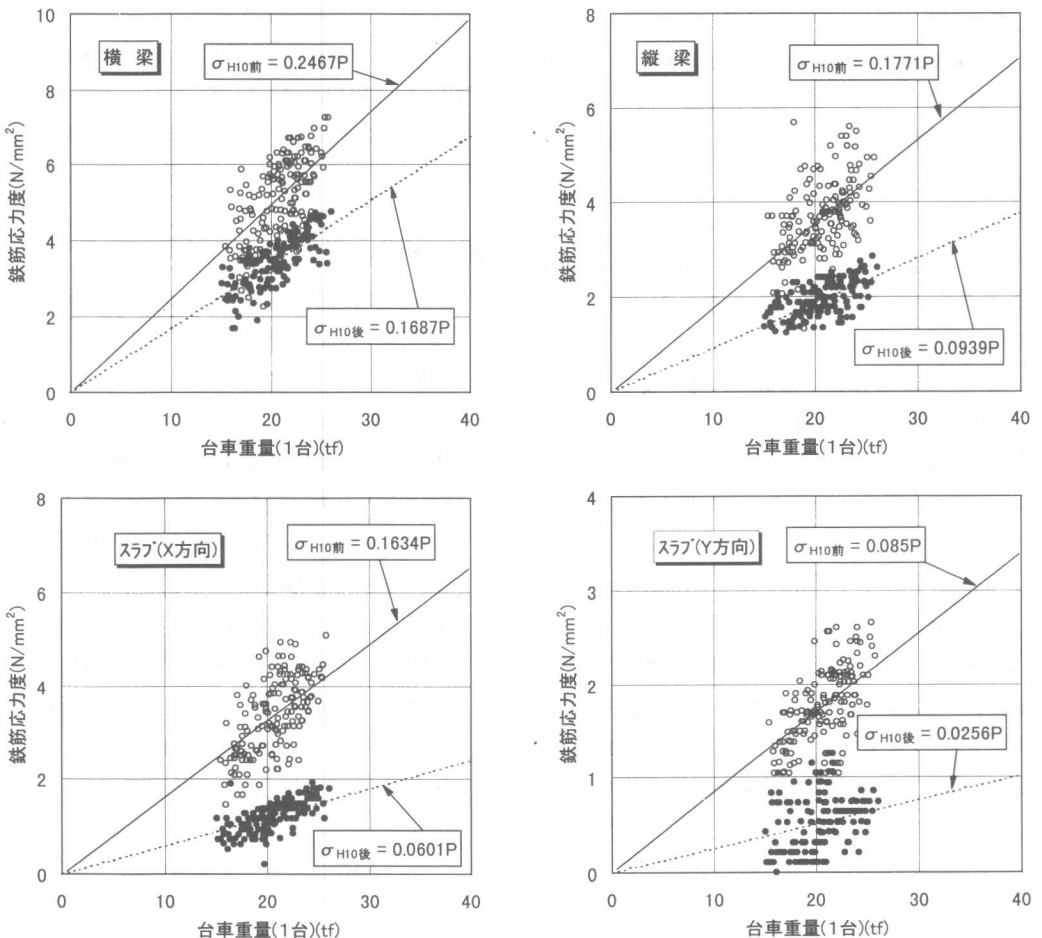 横 梁
σH10前 = 0.2467P
σH10後 = 0.1687P
鉄筋応力度(N/mm²)
10
8
6
4
2
0
0 10 20 30 40
台車重量(1台)(tf)
縦 梁
σH10前 = 0.1771P
σH10後 = 0.0939P
鉄筋応力度(N/mm²)
8
6
4
2
0
0 10 20 30 40
台車重量(1台)(tf)
スラブ(X方向)
σH10前 = 0.1634P
σH10後 = 0.0601P
鉄筋応力度(N/mm²)
8
6
4
2
0
0 10 20 30 40
台車重量(1台)(tf)
スラブ(Y方向)
σH10前 = 0.085P
σH10後 = 0.0256P
鉄筋応力度(N/mm²)
4
3
2
1
0
0 10 20 30 40
台車重量(1台)(tf)